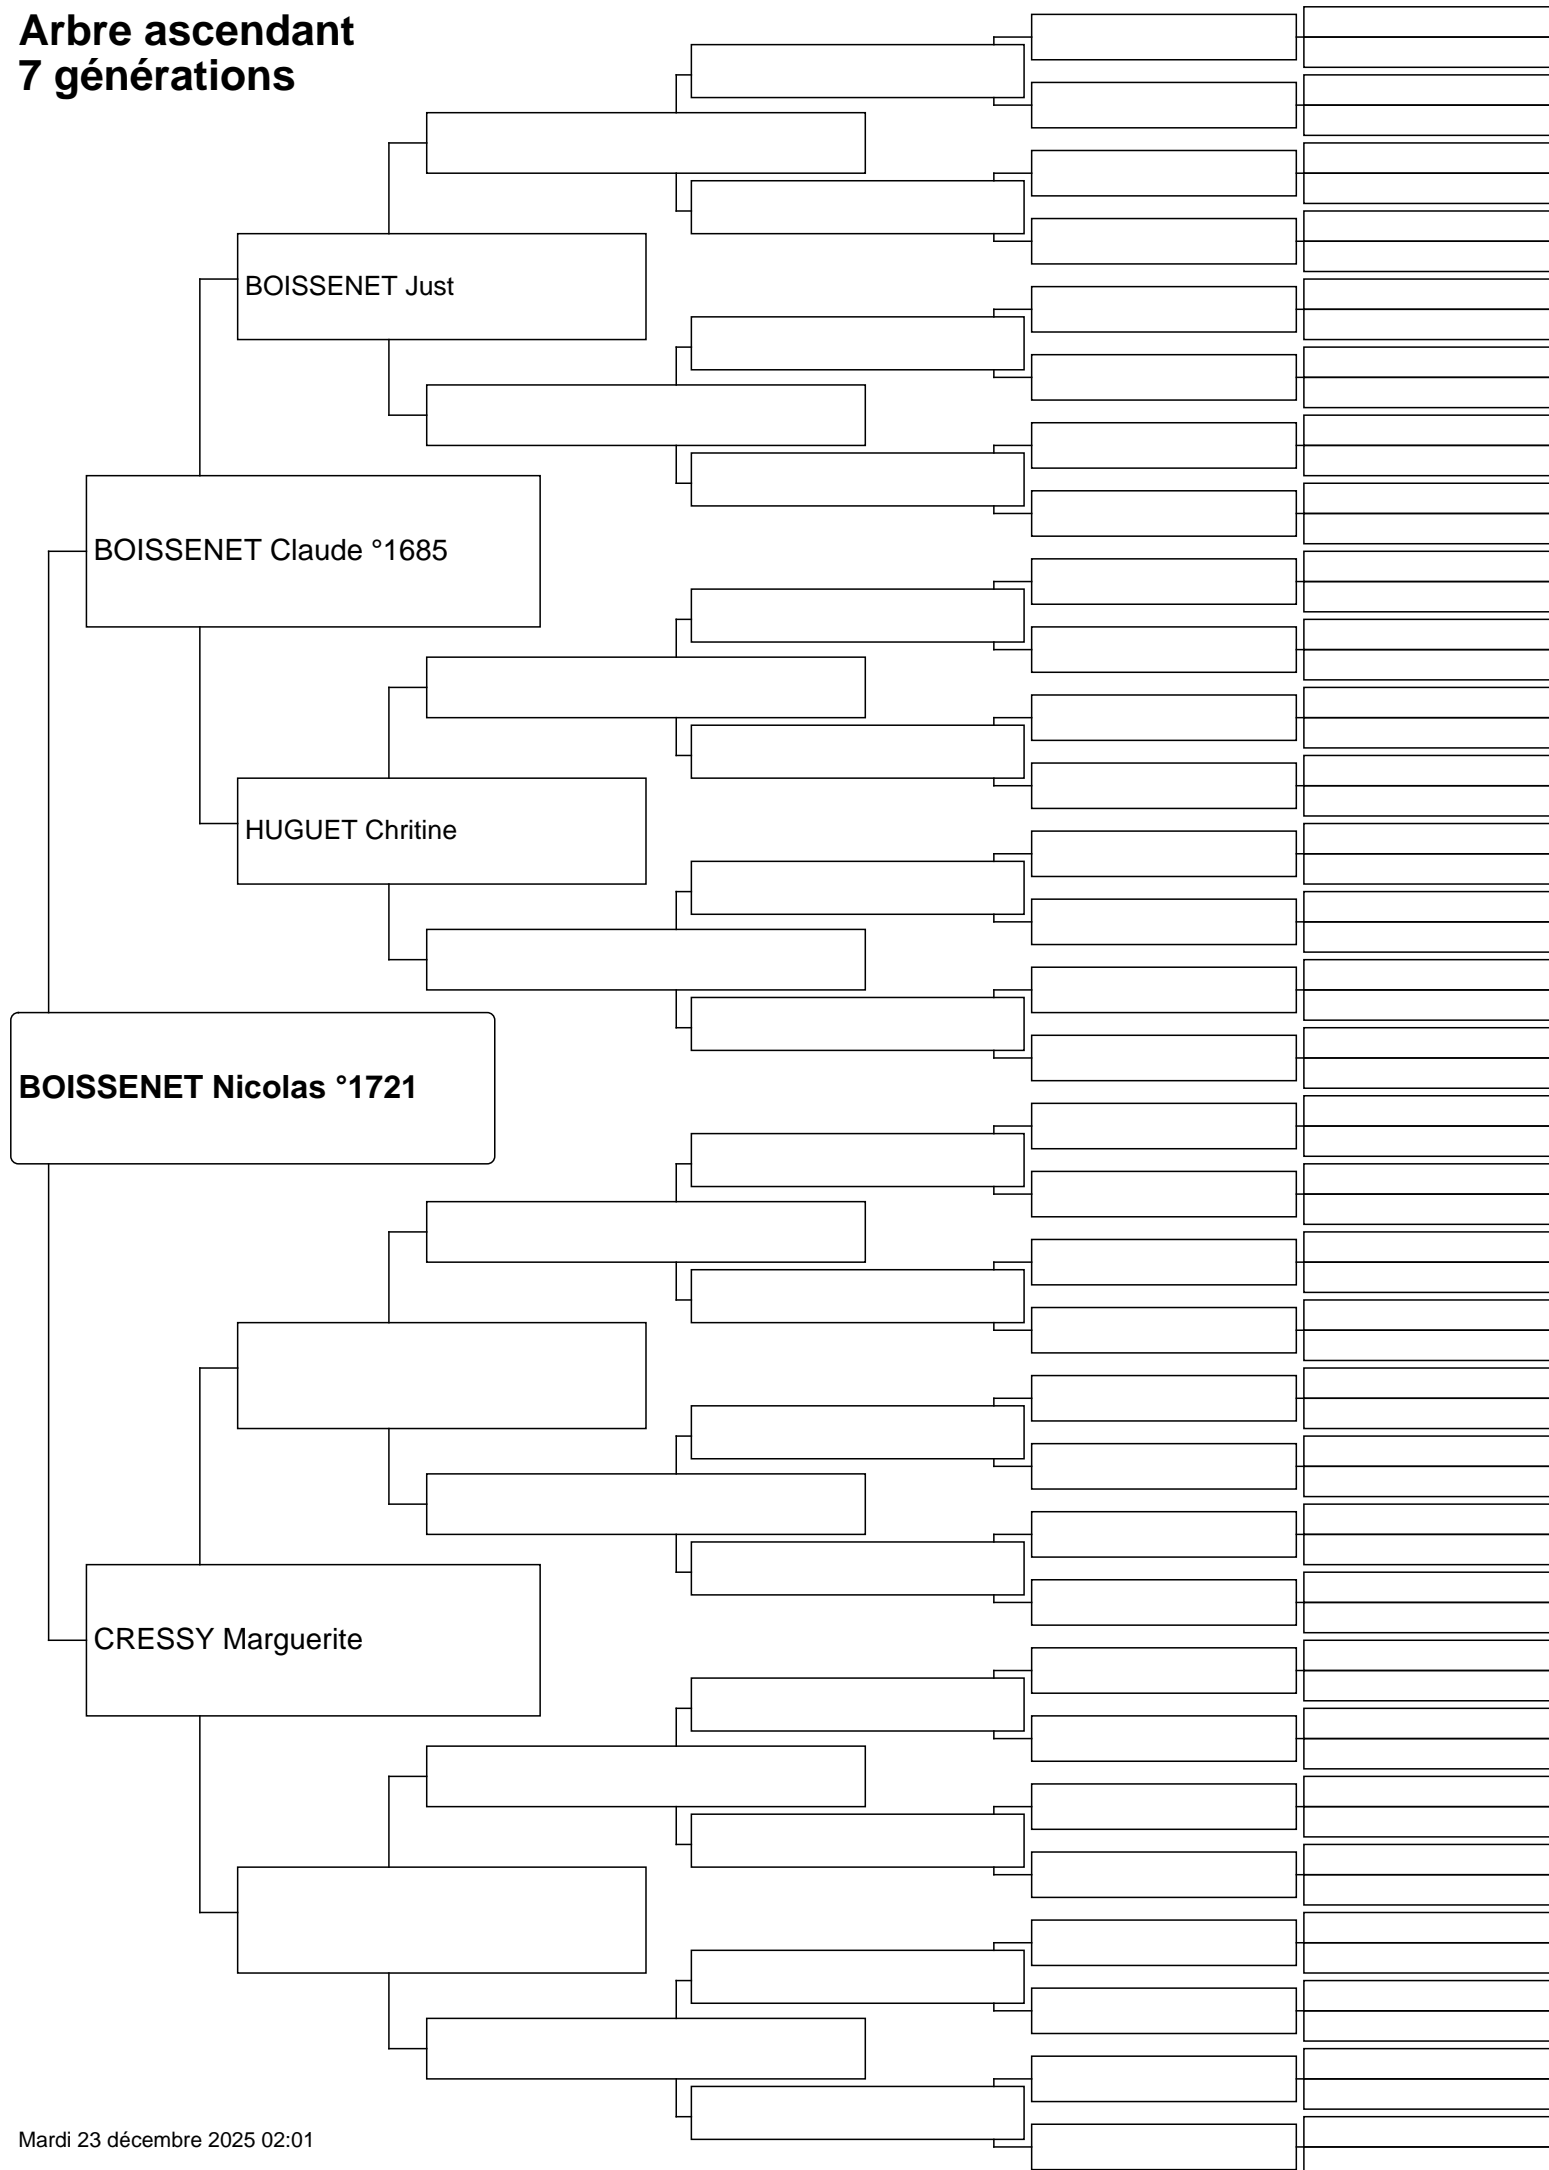 Arbre ascendant
7 générations
BOISSENET Just
BOISSENET Claude °1685
HUGUET Chritine
BOISSENET Nicolas °1721
CRESSY Marguerite
Mardi 23 décembre 2025 02:01